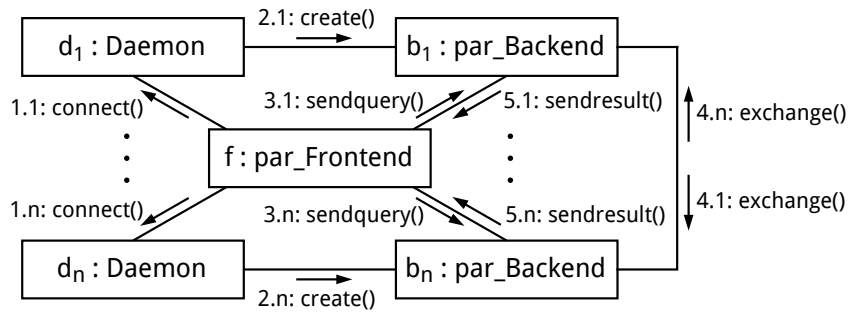 2.1: create()
d1 : Daemon
b1 : par_Backend
1.1: connect()
3.1: sendquery()
5.1: sendresult()
4.n: exchange()
f : par_Frontend
1.n: connect()
3.n: sendquery()
5.n: sendresult()
4.1: exchange()
dn : Daemon
bn : par_Backend
2.n: create()